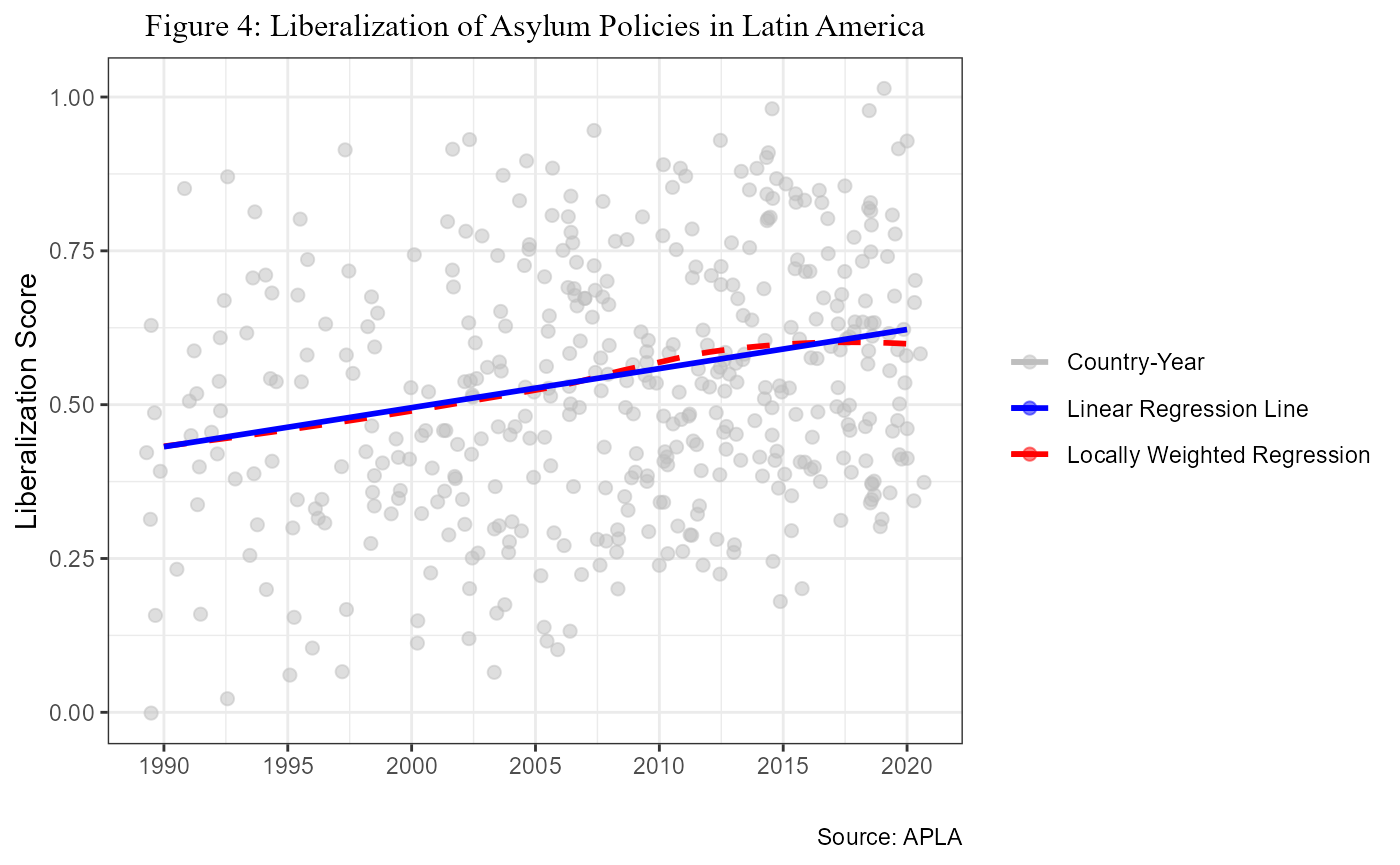 Figure 4: Liberalization of Asylum Policies in Latin America
Liberalization Score
1.00
0.75
0.50
0.25
0.00
1990 1995 2000 2005 2010 2015 2020
Country-Year
Linear Regression Line
Locally Weighted Regression
Source: APLA